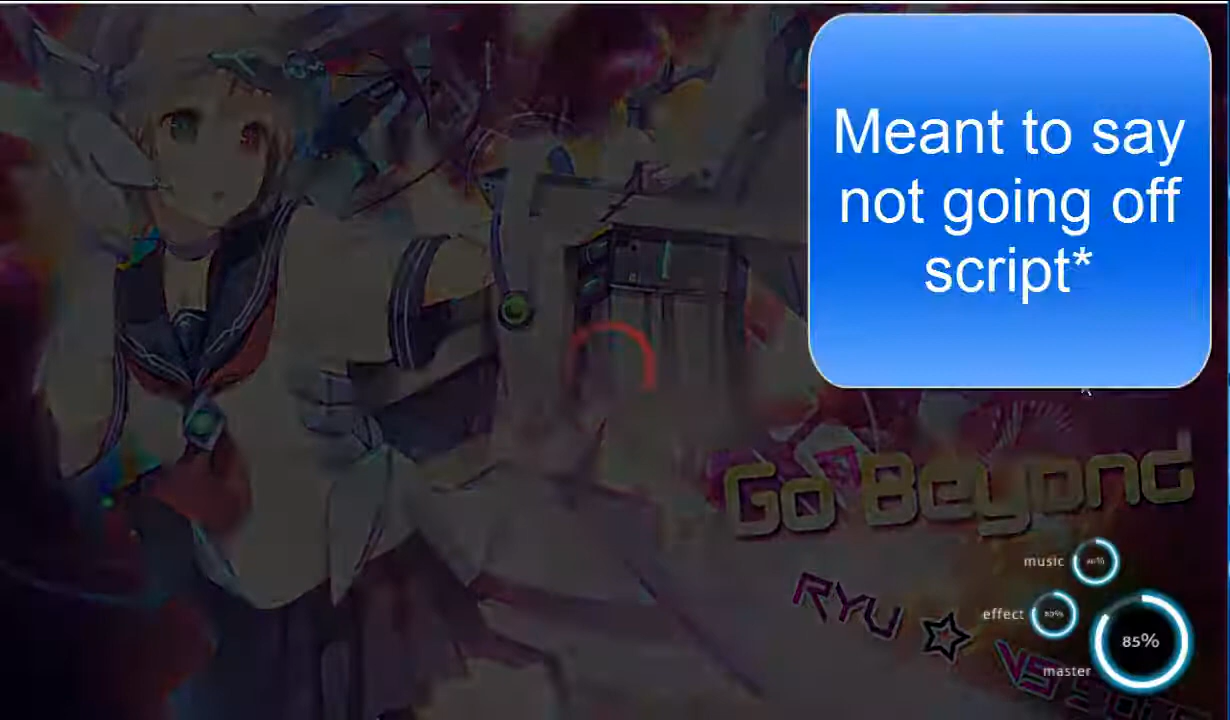 Meant to say
not going off
script*
Go Beyond
RYU ☆
music
effect
85%
master